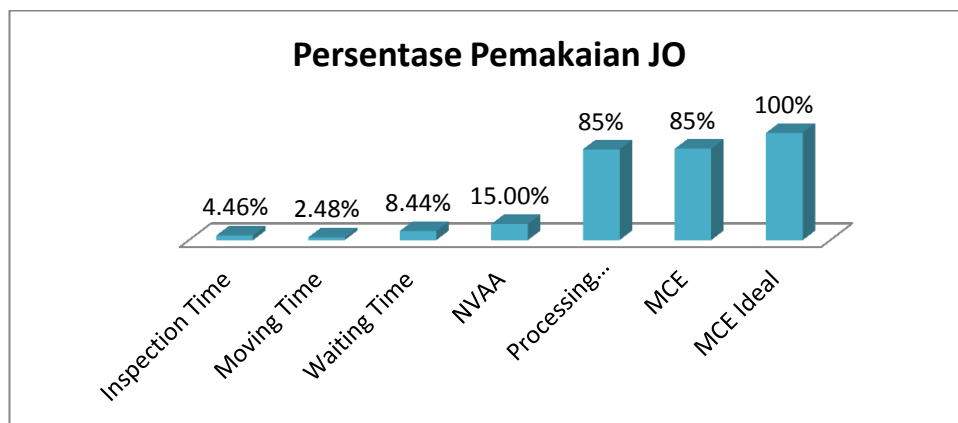 Persentase Pemakaian JO
4.46%
2.48%
8.44%
15.00%
85%
85%
100%
Inspection Time
Moving Time
Waiting Time
NVAA
Processing...
MCE
MCE Ideal